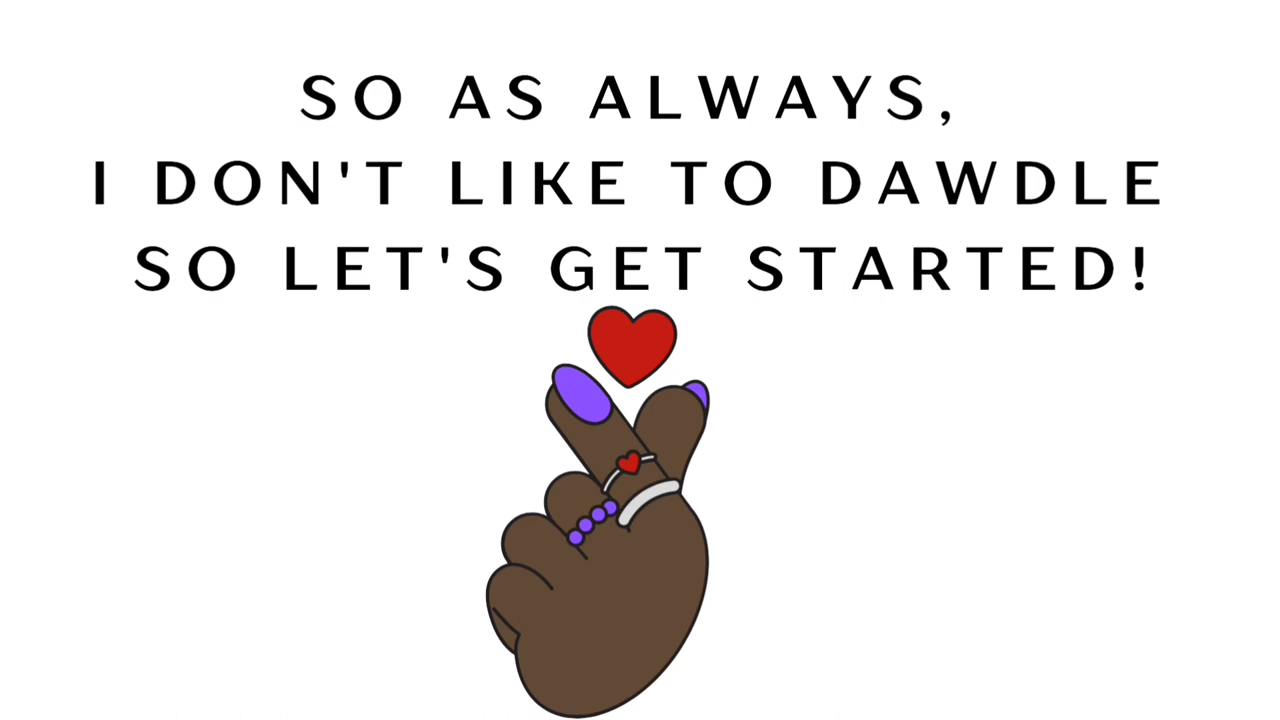 SO AS ALWAYS,
I DON'T LIKE TO DAWDLE
SO LET'S GET STARTED!